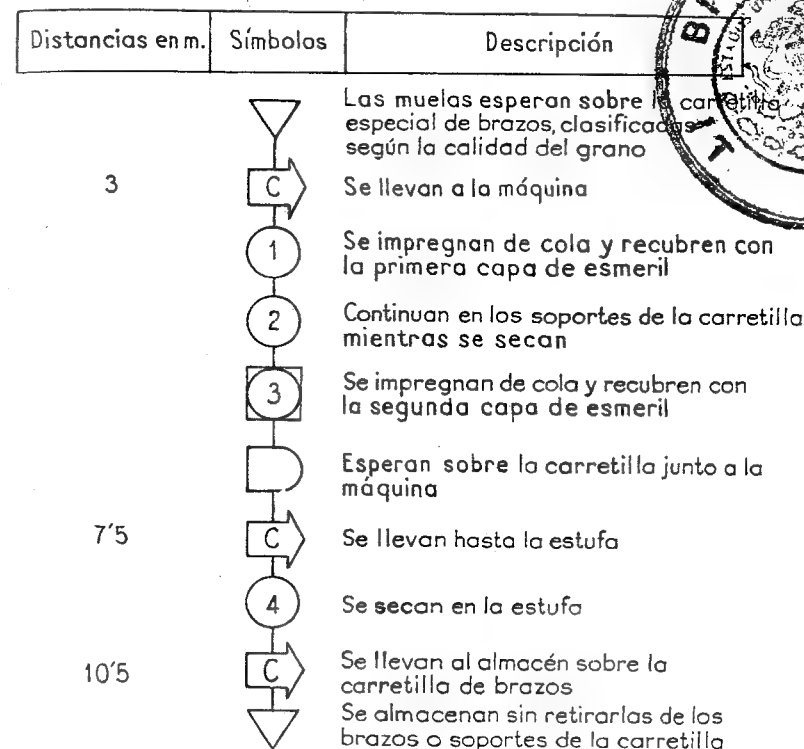 Distancias en m. Símbolos Descripción
Las muelas esperan sobre la carretilla
especial de brazos, clasificadas
según la calidad del grano
3 C Se llevan a la máquina
1 Se impregnan de cola y recubren con
la primera capa de esmeril
2 Continuan en los soportes de la carretilla
mientras se secan
3 Se impregnan de cola y recubren con
la segunda capa de esmeril
Esperan sobre la carretilla junto a la
máquina
7'5 C Se llevan hasta la estufa
4 Se secan en la estufa
10'5 C Se llevan al almacén sobre la
carretilla de brazos
Se almacenan sin retirarlas de los
brazos o soportes de la carretilla